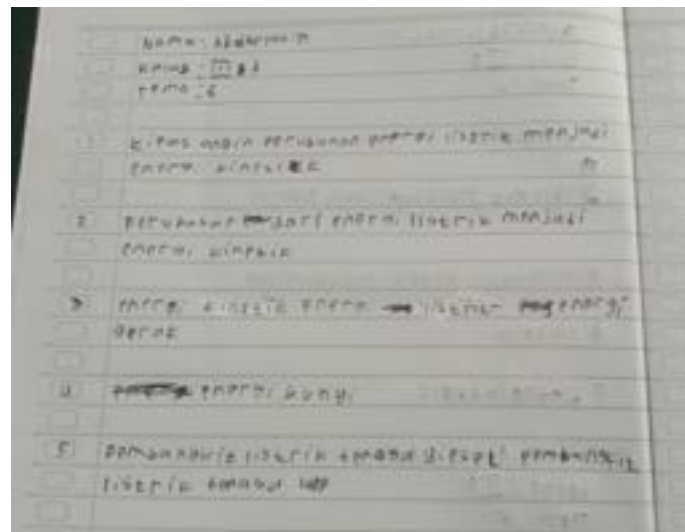 Nama :
Kelas : III
tema : 6
1 kipas angin perubahan energi listrik menjadi
energi kinetik
2 perubahan dari energi listrik menjadi
energi kinetik
3 energi kinetik energi listrik energi
gerak
4 energi bunyi
5 pembangkit listrik tenaga diesel pembangkit
listrik tenaga